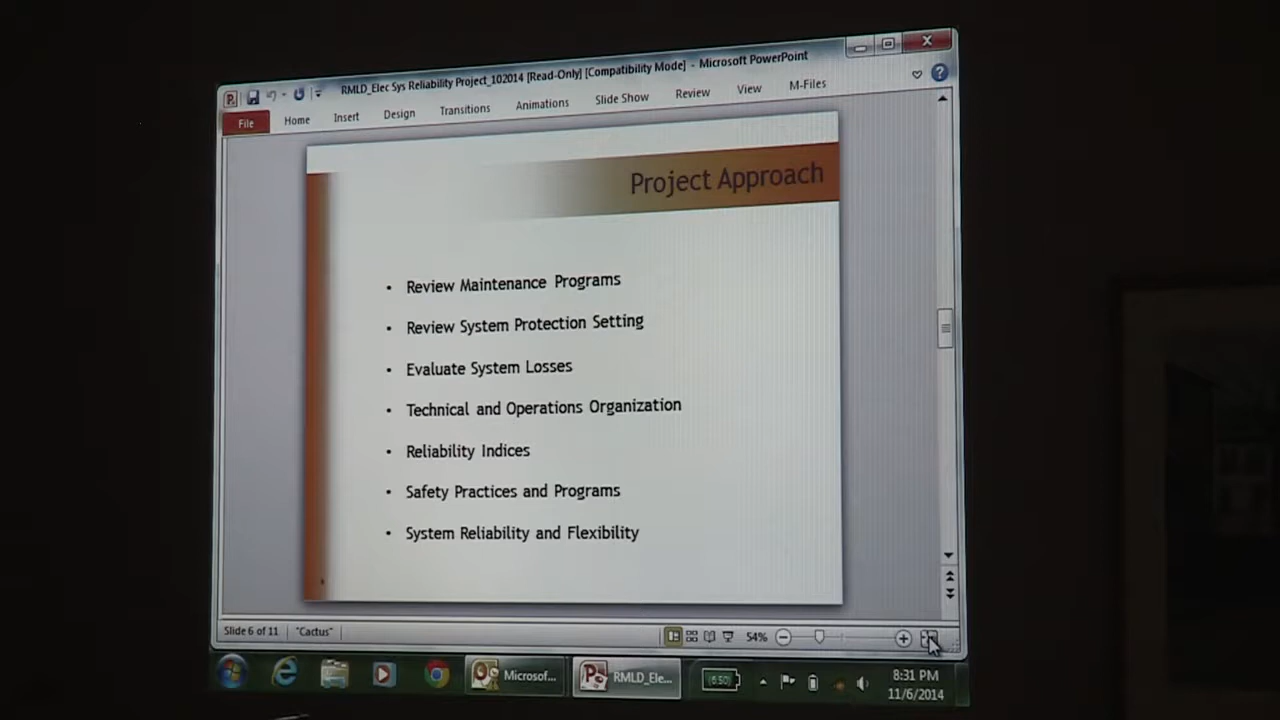 RMLD_Elec Sys Reliability Project_102014 [Read-Only] [Compatibility Mode] - Microsoft PowerPoint
File Home Insert Design Transitions Animations Slide Show Review View M-Files
Project Approach
• Review Maintenance Programs
• Review System Protection Setting
• Evaluate System Losses
• Technical and Operations Organization
• Reliability Indices
• Safety Practices and Programs
• System Reliability and Flexibility
Slide 6 of 11 "Cactus" 54%
Microsof... RMLD_Ele... 8:31 PM
11/6/2014